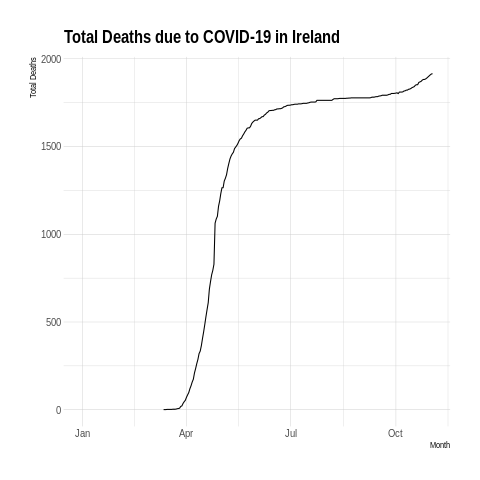 Total Deaths due to COVID-19 in Ireland
Total Deaths
2000
1500
1000
500
0
Jan Apr Jul Oct
Month